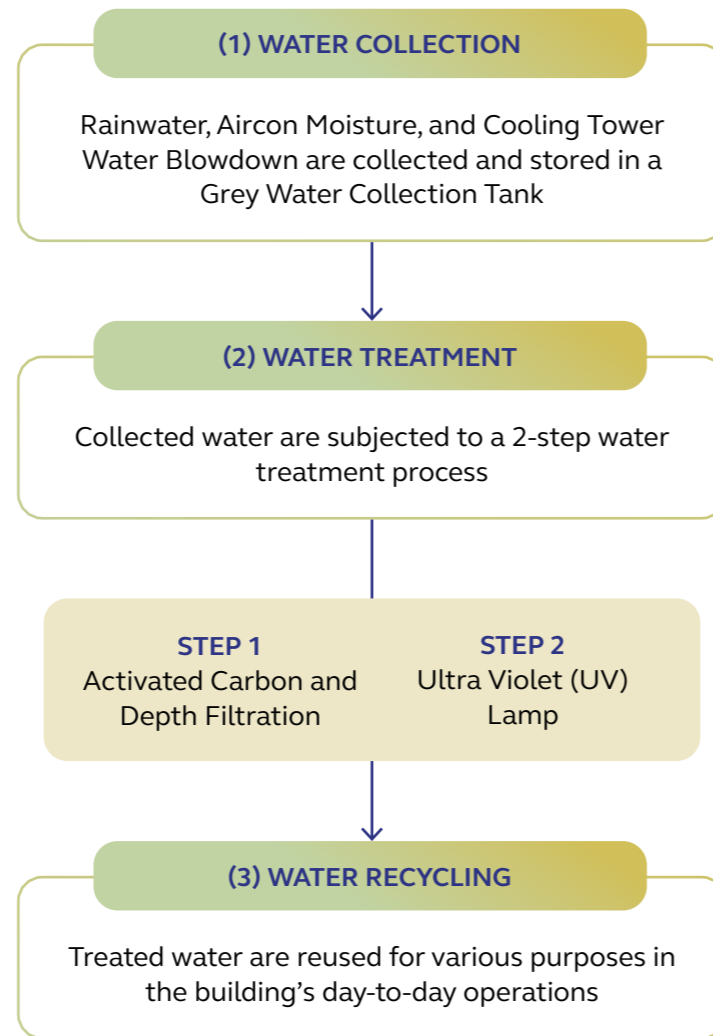 (1) WATER COLLECTION
Rainwater, Aircon Moisture, and Cooling Tower
Water Blowdown are collected and stored in a
Grey Water Collection Tank
(2) WATER TREATMENT
Collected water are subjected to a 2-step water
treatment process
STEP 1
Activated Carbon and
Depth Filtration
STEP 2
Ultra Violet (UV)
Lamp
(3) WATER RECYCLING
Treated water are reused for various purposes in
the building’s day-to-day operations